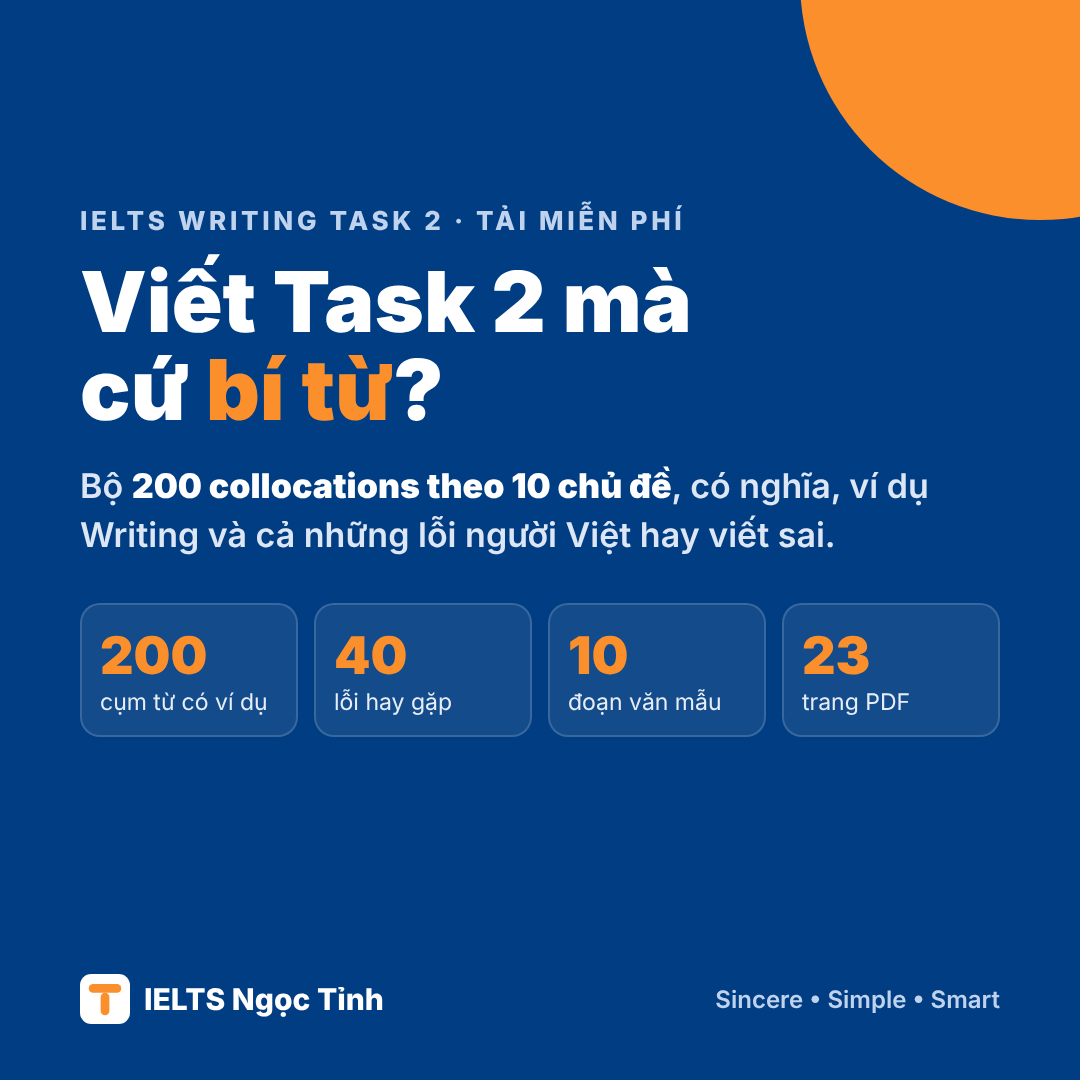 IELTS WRITING TASK 2 · TẢI MIỄN PHÍ
Viết Task 2 mà
cứ bí từ?
Bộ 200 collocations theo 10 chủ đề, có nghĩa, ví dụ
Writing và cả những lỗi người Việt hay viết sai.
200
cụm từ có ví dụ
40
lỗi hay gặp
10
đoạn văn mẫu
23
trang PDF
IELTS Ngọc Tỉnh
Sincere • Simple • Smart